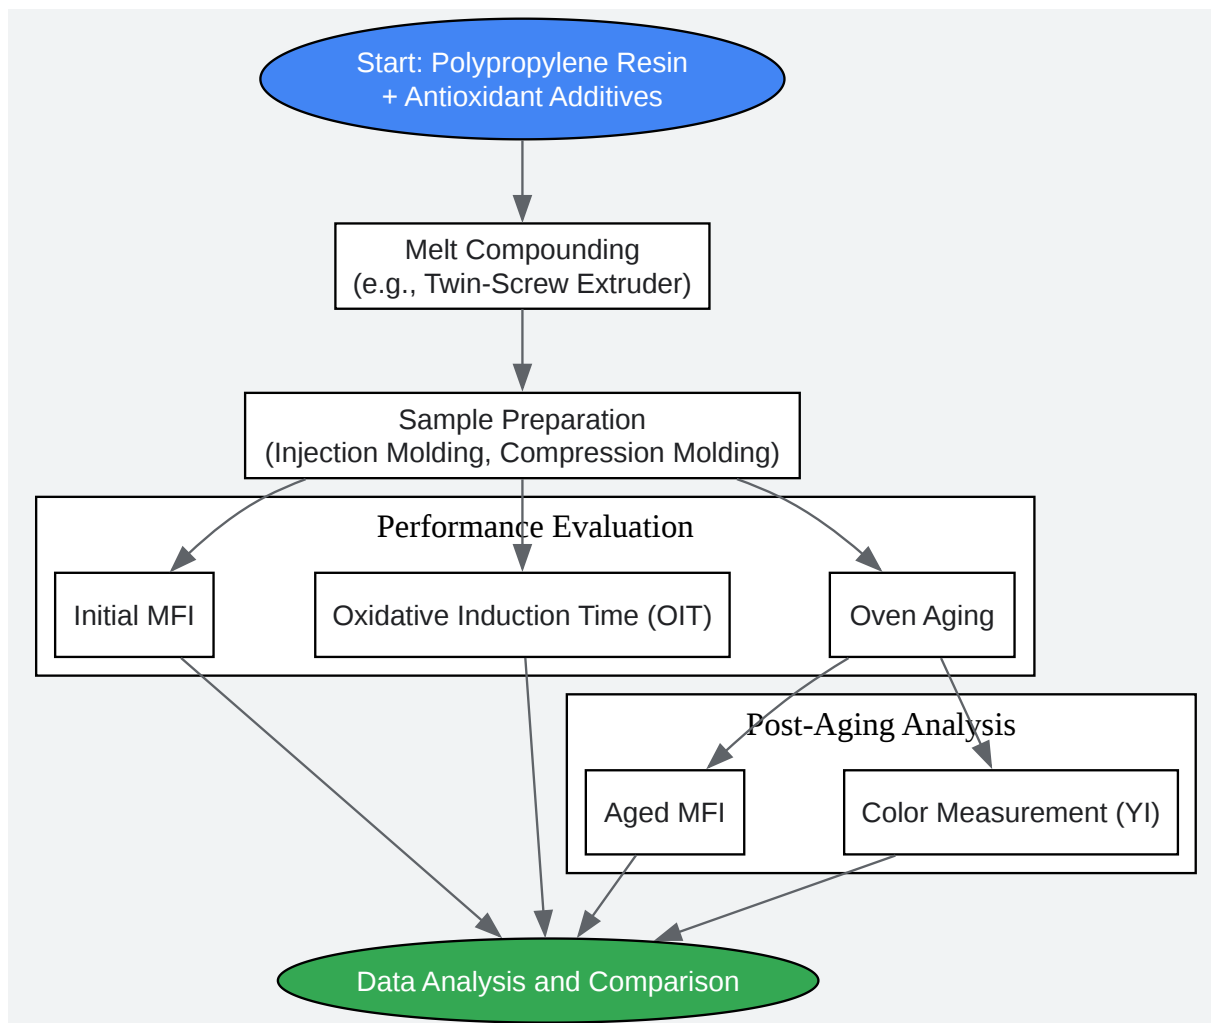 Start: Polypropylene Resin
+ Antioxidant Additives
Melt Compounding
(e.g., Twin-Screw Extruder)
Sample Preparation
(Injection Molding, Compression Molding)
Performance Evaluation
Initial MFI
Oxidative Induction Time (OIT)
Oven Aging
Post-Aging Analysis
Aged MFI
Color Measurement (YI)
Data Analysis and Comparison